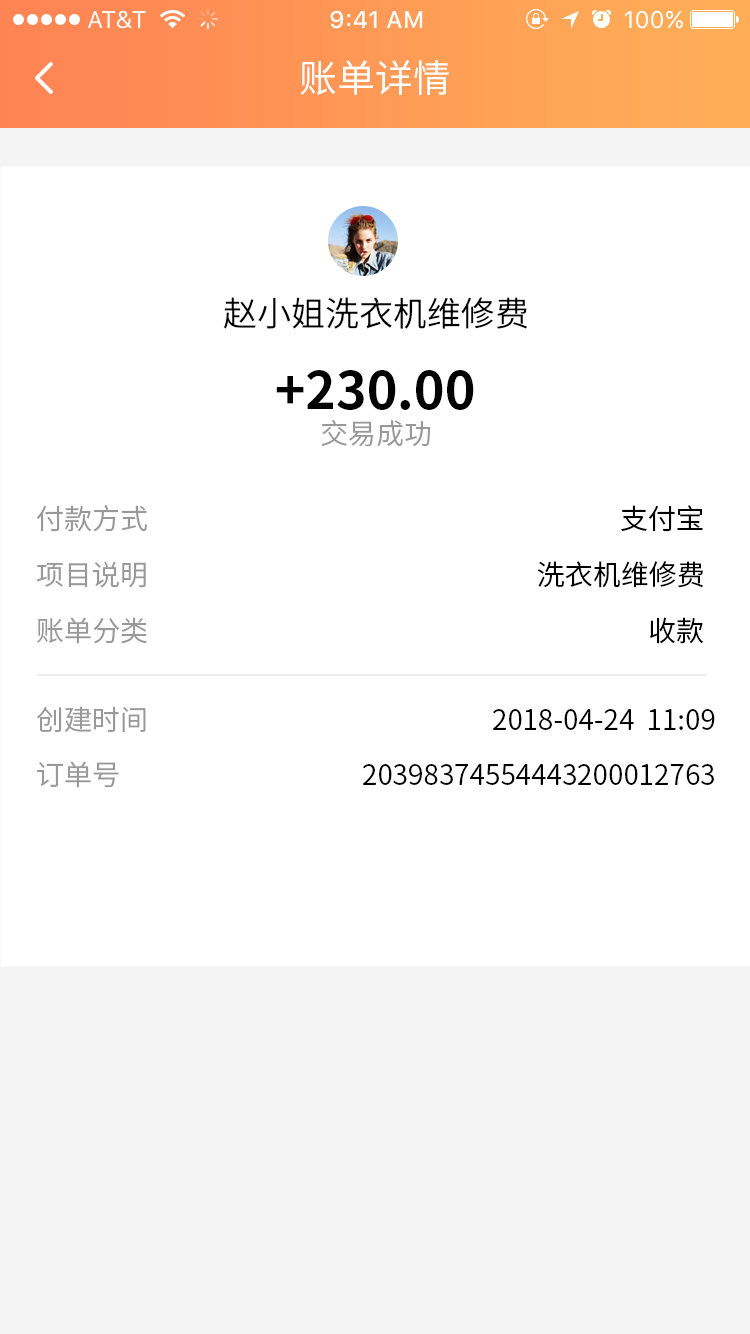 AT&T 9:41 AM 100%
账单详情
赵小姐洗衣机维修费
+230.00
交易成功
付款方式 支付宝
项目说明 洗衣机维修费
账单分类 收款
创建时间 2018-04-24 11:09
订单号 20398374554443200012763